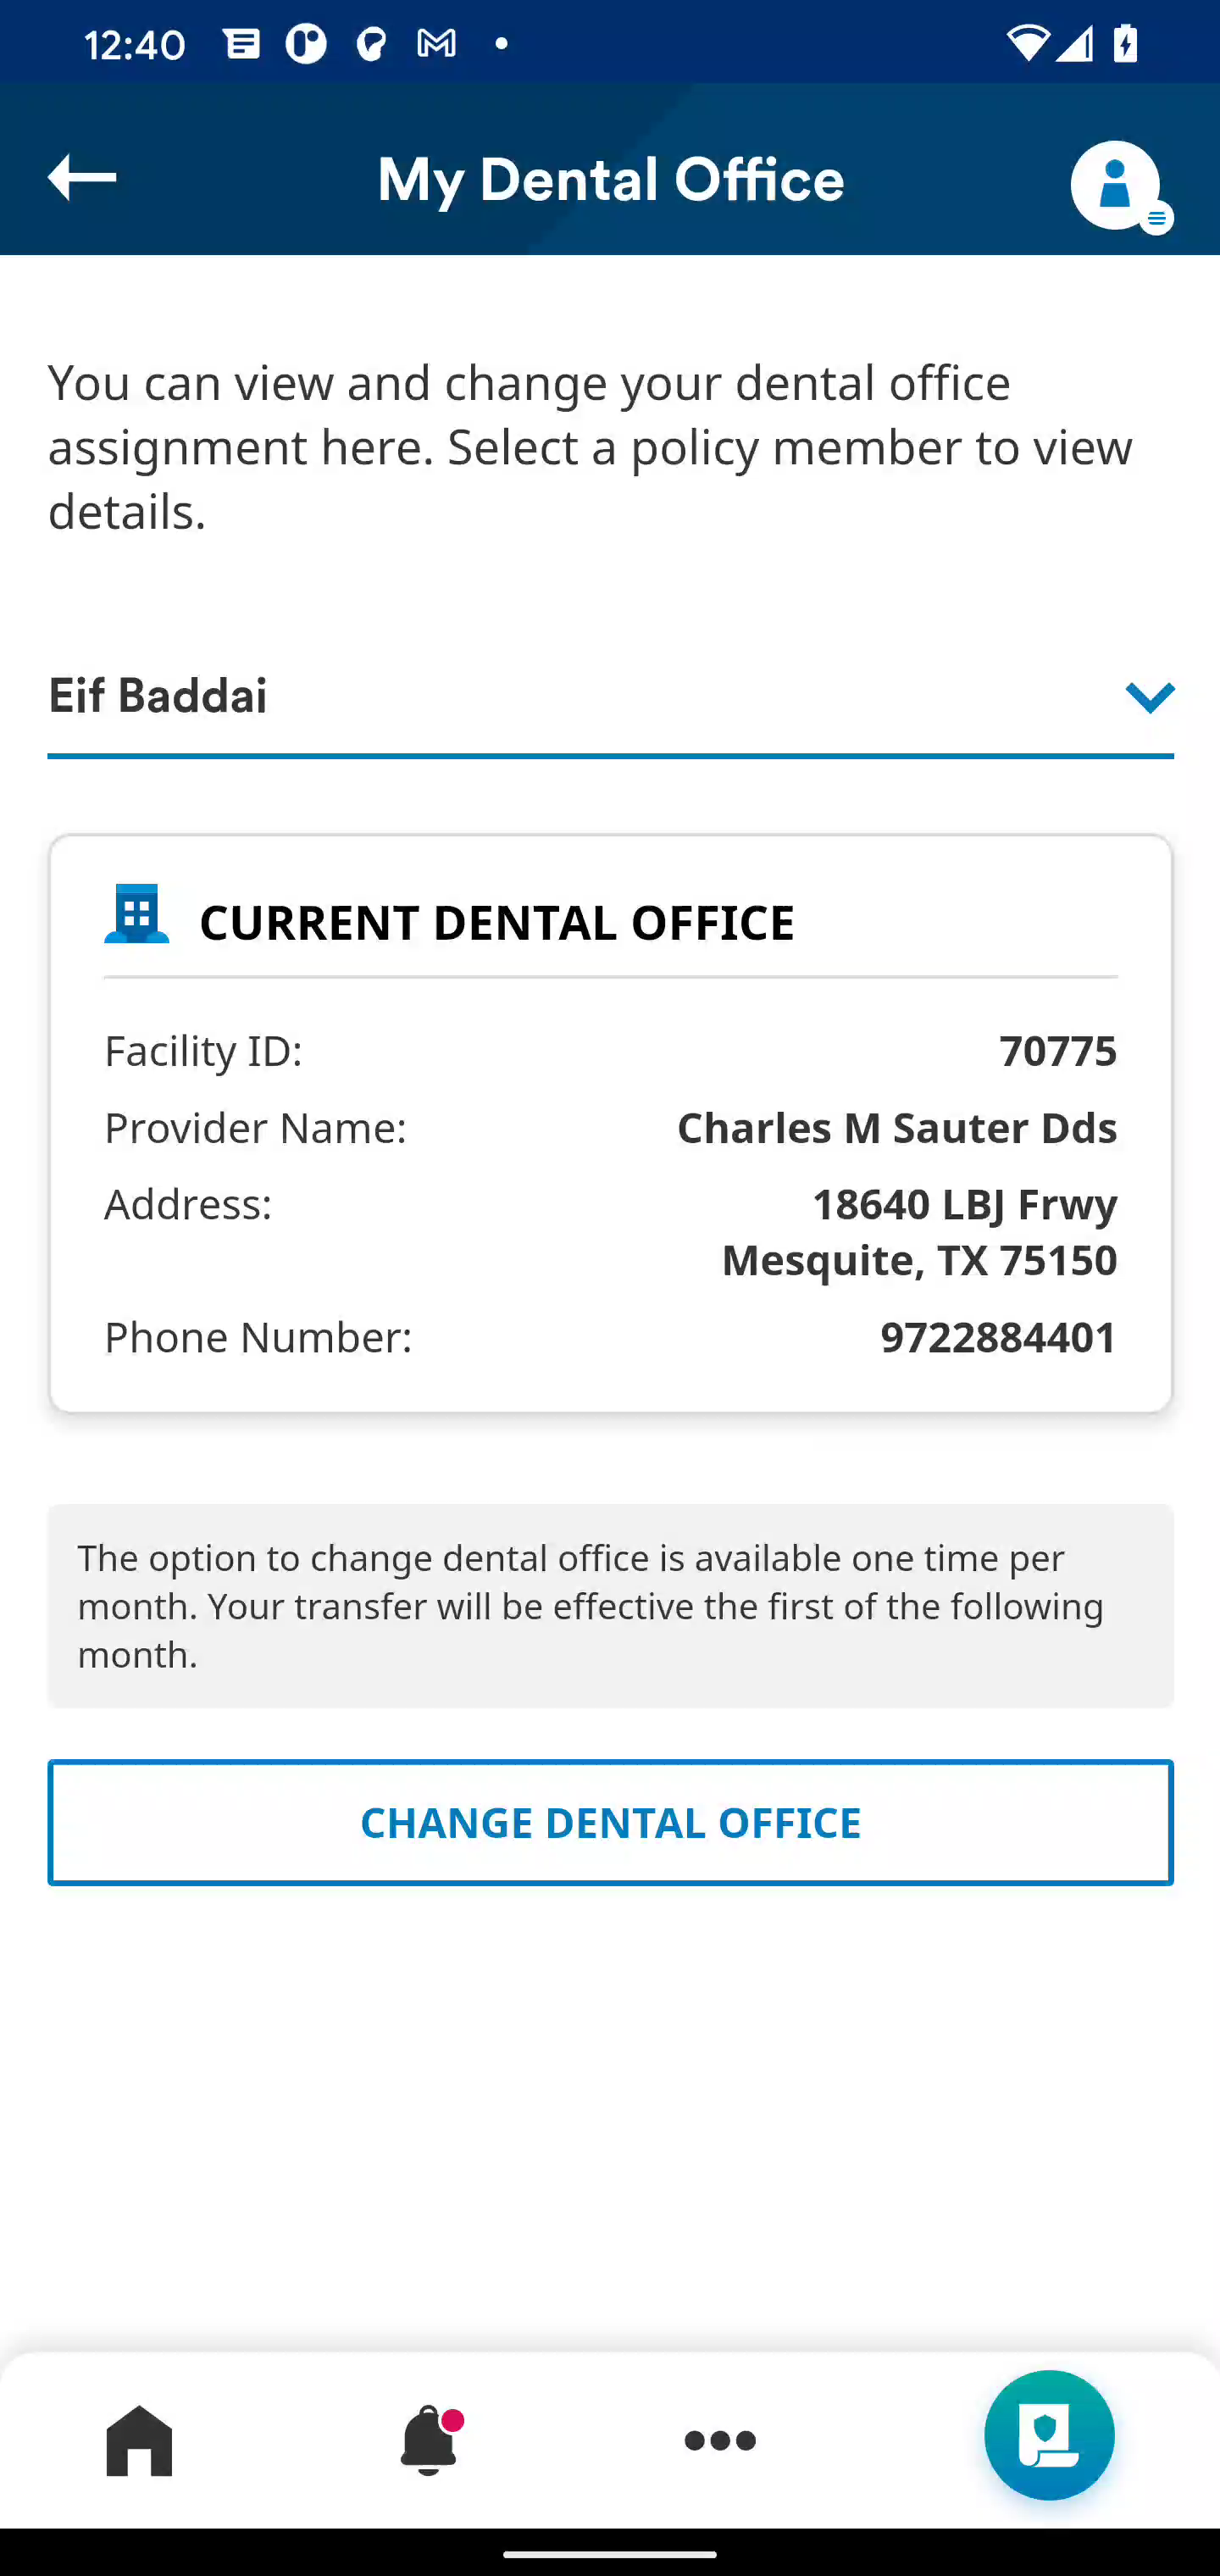 12:40
My Dental Office
You can view and change your dental office
assignment here. Select a policy member to view
details.
Eif Baddai
CURRENT DENTAL OFFICE
Facility ID: 70775
Provider Name: Charles M Sauter Dds
Address: 18640 LBJ Frwy
Mesquite, TX 75150
Phone Number: 9722884401
The option to change dental office is available one time per
month. Your transfer will be effective the first of the following
month.
CHANGE DENTAL OFFICE